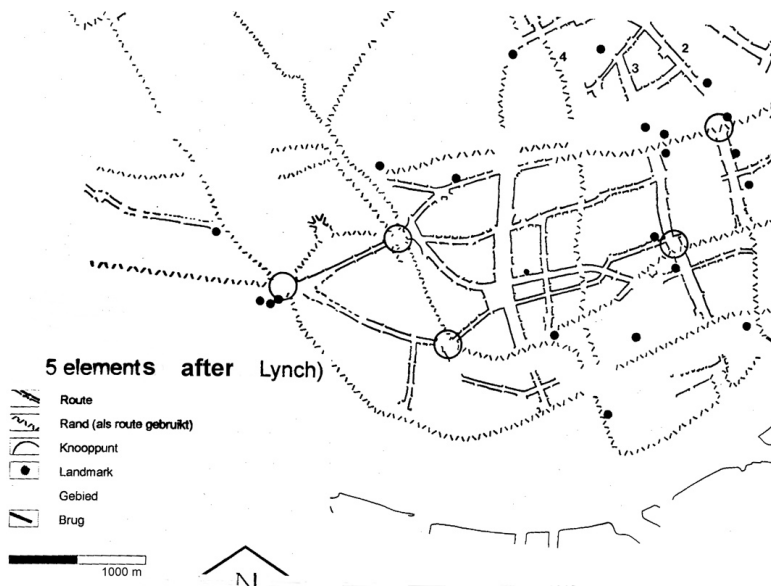 4
3
2
5 elements after Lynch)
Route
Rand (als route gebruikt)
Knooppunt
Landmark
Gebied
Brug
1000 m
N